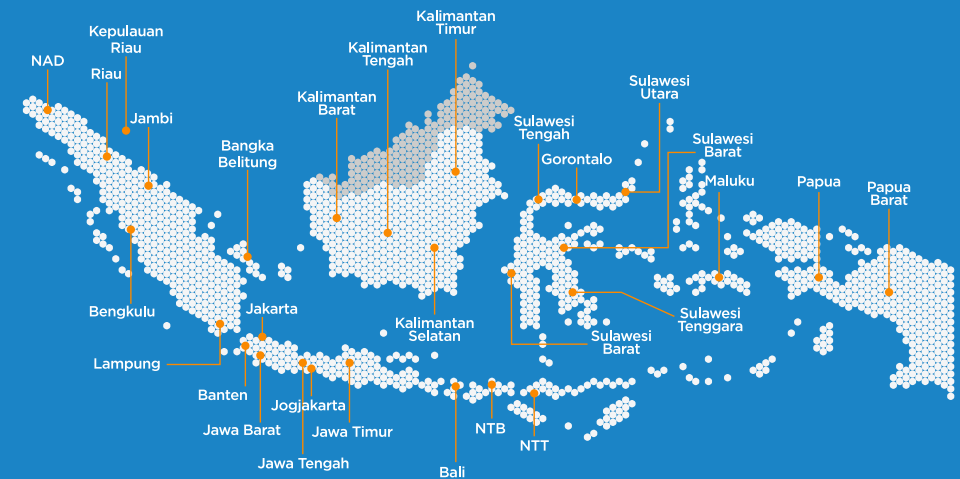 Kalimantan
Timur
Kepulauan
Riau
NAD
Riau
Kalimantan
Tengah
Kalimantan
Barat
Jambi
Bangka
Belitung
Sulawesi
Utara
Sulawesi
Tengah
Gorontalo
Sulawesi
Barat
Maluku
Papua
Papua
Barat
Bengkulu
Jakarta
Kalimantan
Selatan
Sulawesi
Tenggara
Sulawesi
Barat
Lampung
Banten
Jogjakarta
Jawa Barat
Jawa Timur
NTB
NTT
Jawa Tengah
Bali